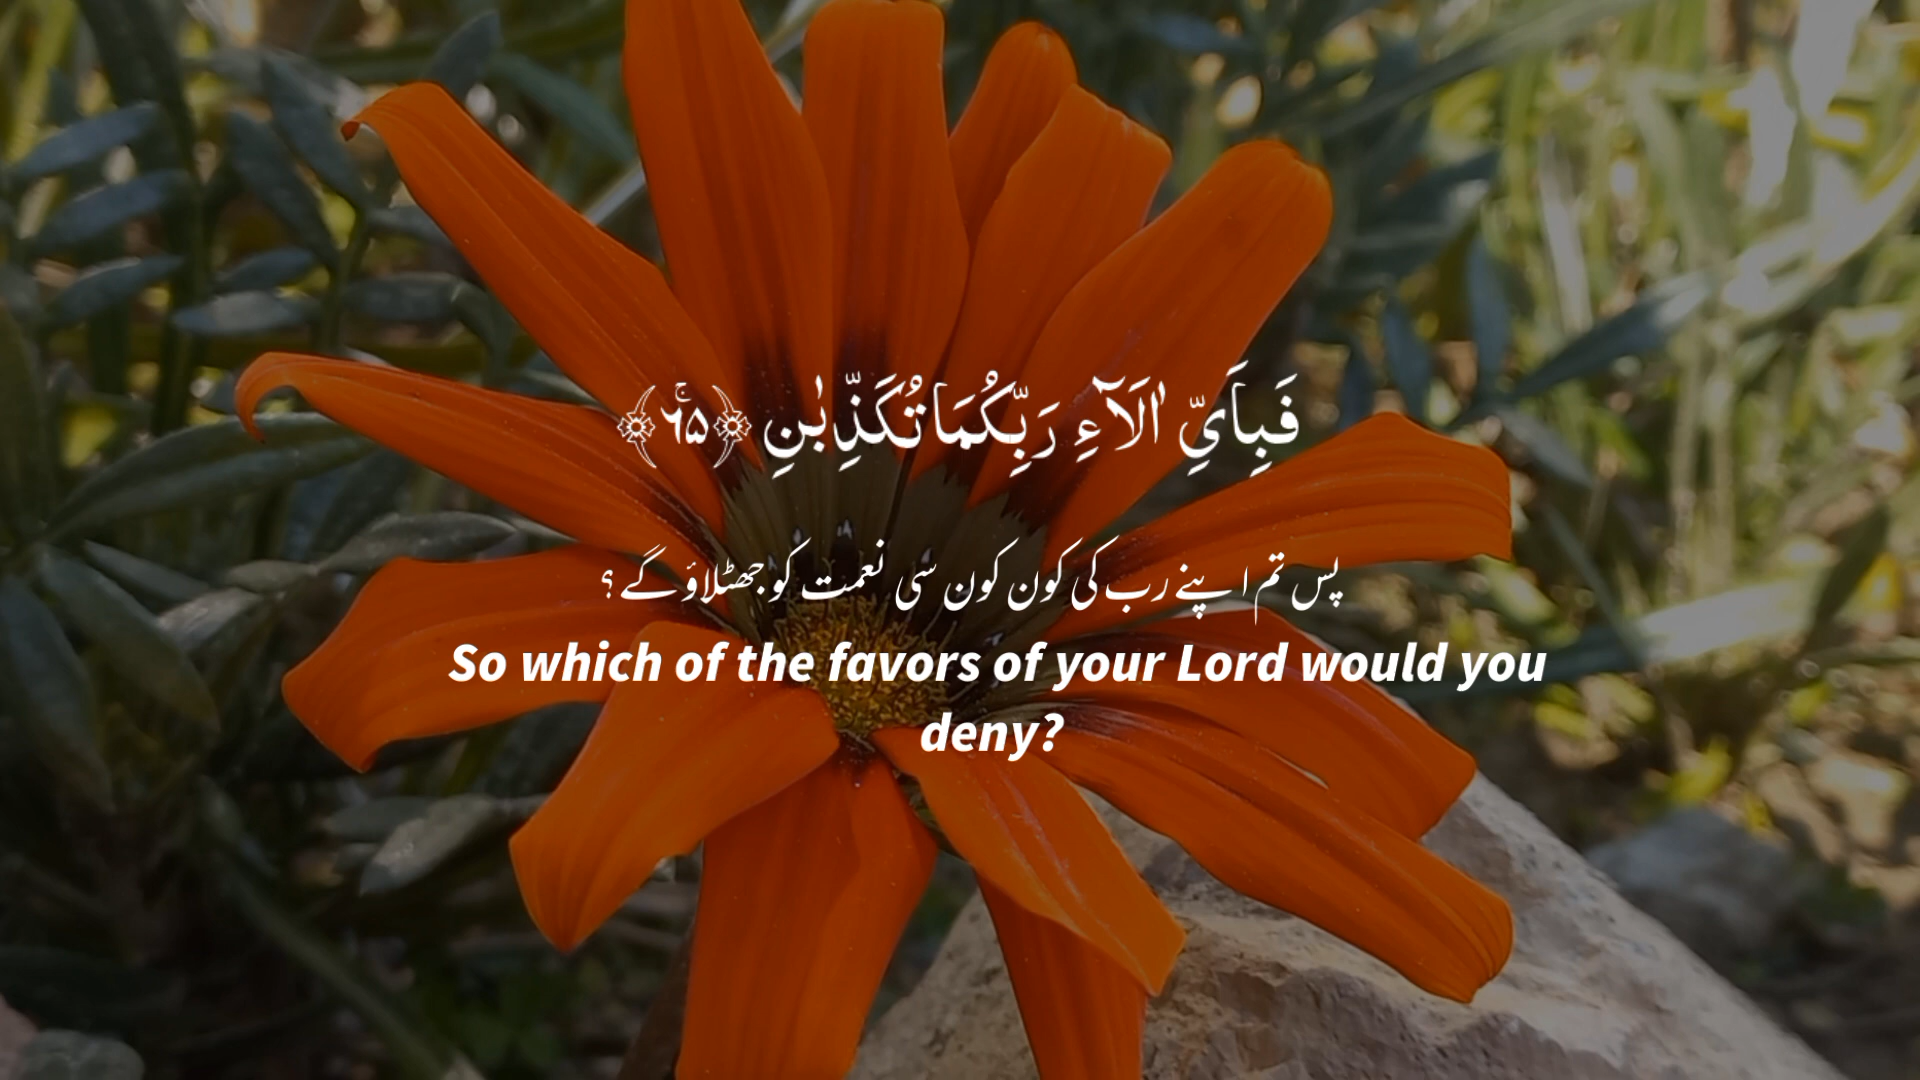 فَبِاَيِّ اٰلَآءِ رَبِّكُمَا تُكَذِّبٰنِ ﴿۶۵﴾ۚ
پس تم اپنے رب کی کون کون سی نعمت کو جھٹلاؤ گے ؟
So which of the favors of your Lord would you
deny?